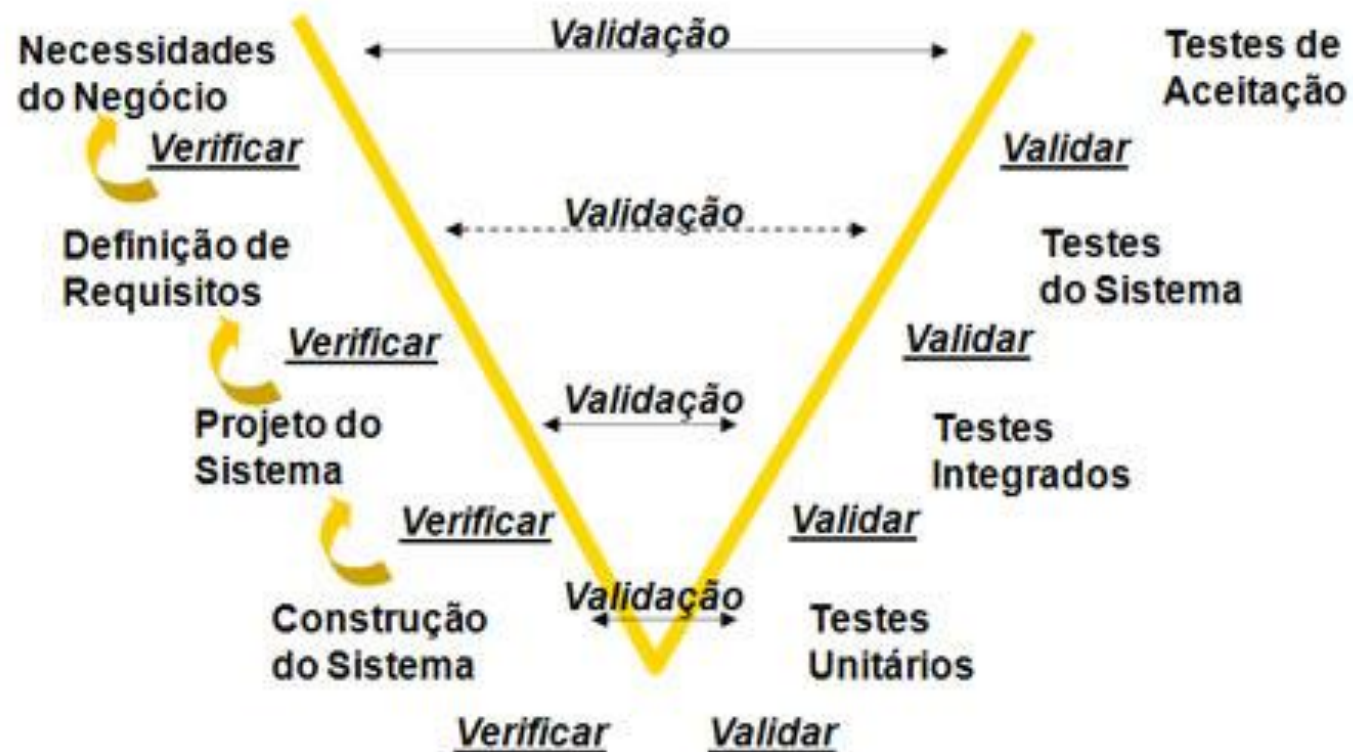 Necessidades
do Negócio
Validação
Testes de
Aceitação
Verificar
Validar
Definição de
Requisitos
Validação
Testes
do Sistema
Verificar
Validar
Projeto do
Sistema
Validação
Testes
Integrados
Verificar
Validar
Construção
do Sistema
Validação
Testes
Unitários
Verificar
Validar